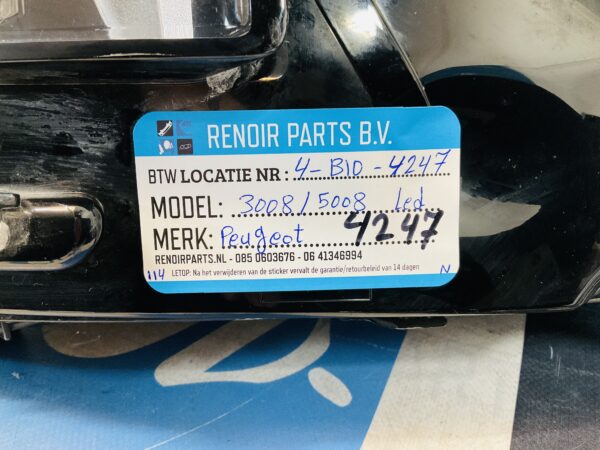 RENOIR PARTS B.V.
BTW LOCATIE NR: 4-B10-4247
MODEL: 3008/5008 led
MERK: Peugeot 4247
RENOIRPARTS.NL - 085 0603676 - 06 41346994
114 LETOP: Na het verwijderen van de sticker vervalt de garantie/retourbeleid van 14 dagen N